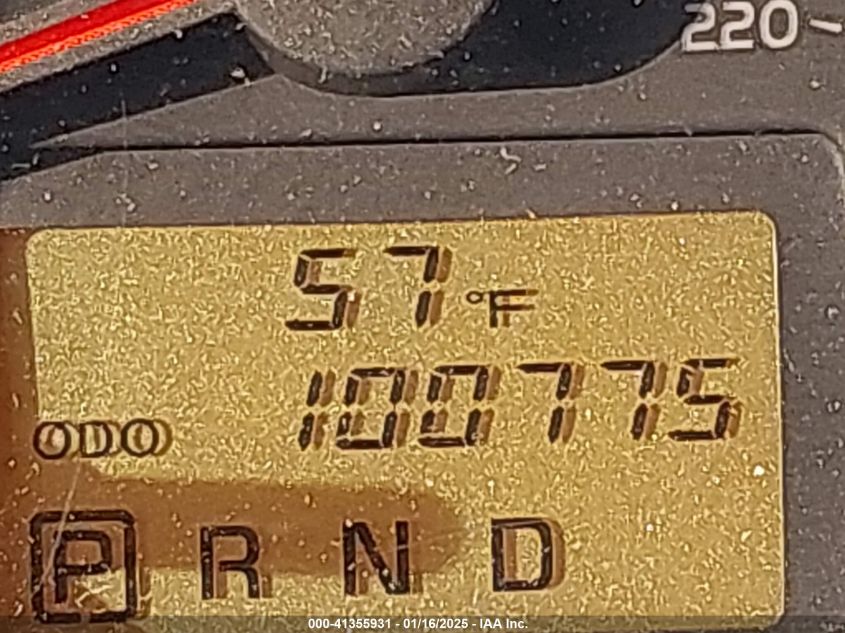 220
57°F
ODO 100775
P R N D
000-41355931 - 01/16/2025 - IAA Inc.